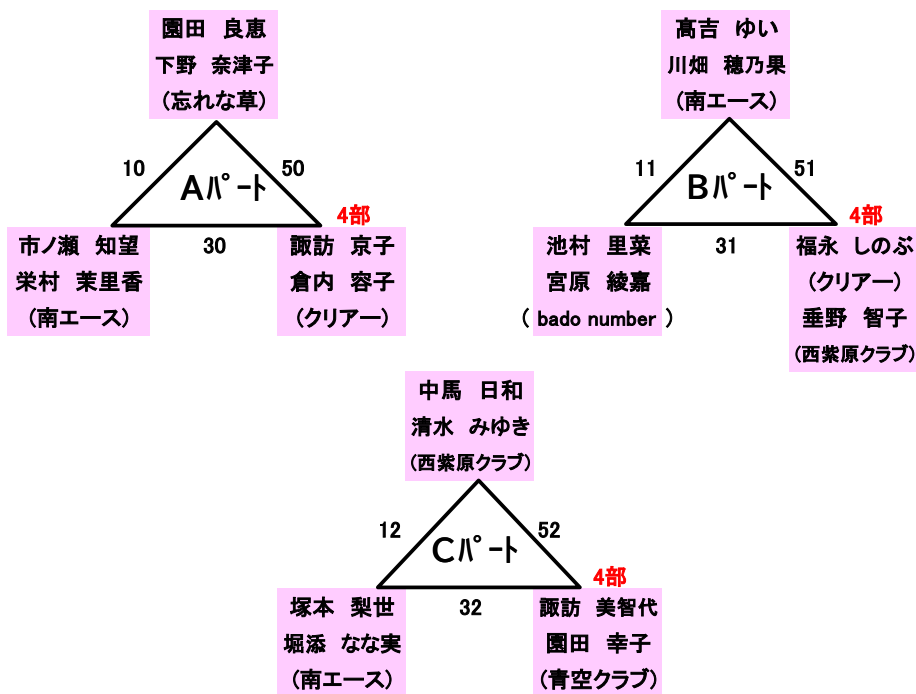 園田　良恵
下野　奈津子
(忘れな草)
10
50
Aﾊﾟｰﾄ
4部
市ノ瀬　知望
栄村　茉里香
(南エース)
30
諏訪　京子
倉内　容子
(クリアー)
髙吉　ゆい
川畑　穂乃果
(南エース)
11
51
Bﾊﾟｰﾄ
4部
池村　里菜
宮原　綾嘉
( bado number )
31
福永　しのぶ
(クリアー)
垂野　智子
(西紫原クラブ)
中馬　日和
清水　みゆき
(西紫原クラブ)
12
52
Cﾊﾟｰﾄ
4部
塚本　梨世
堀添　なな実
(南エース)
32
諏訪　美智代
園田　幸子
(青空クラブ)